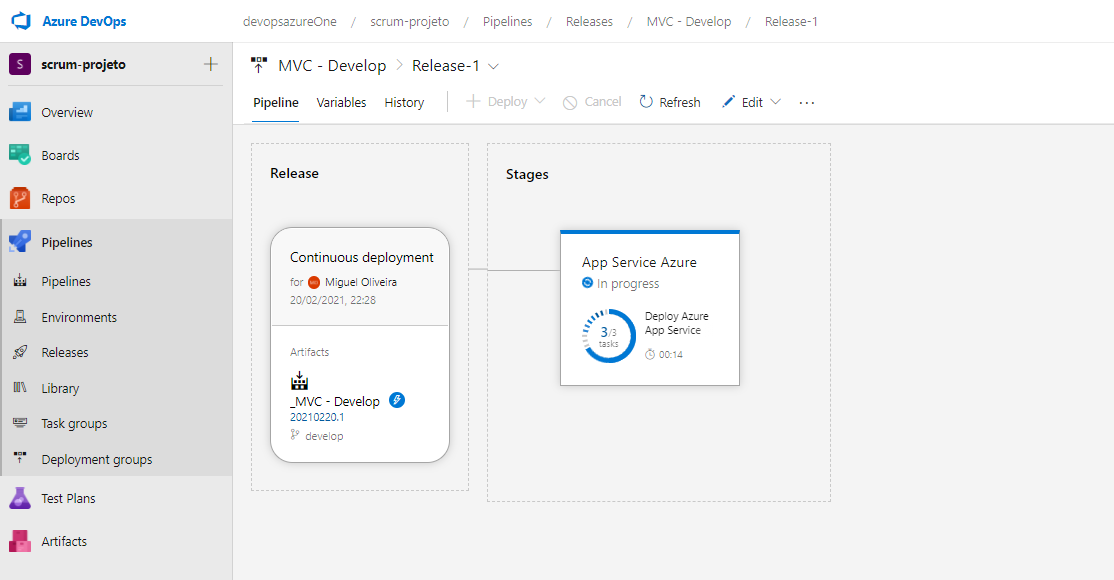 Azure DevOps
devopsazureOne / scrum-projeto / Pipelines / Releases / MVC - Develop / Release-1
S scrum-projeto
Overview
Boards
Repos
Pipelines
Pipelines
Environments
Releases
Library
Task groups
Deployment groups
Test Plans
Artifacts
MVC - Develop > Release-1
Pipeline Variables History Deploy Cancel Refresh Edit ...
Release
Continuous deployment
for MO Miguel Oliveira
20/02/2021, 22:28
Artifacts
_MVC - Develop
20210220.1
develop
Stages
App Service Azure
In progress
3/3
tasks
Deploy Azure
App Service
00:14